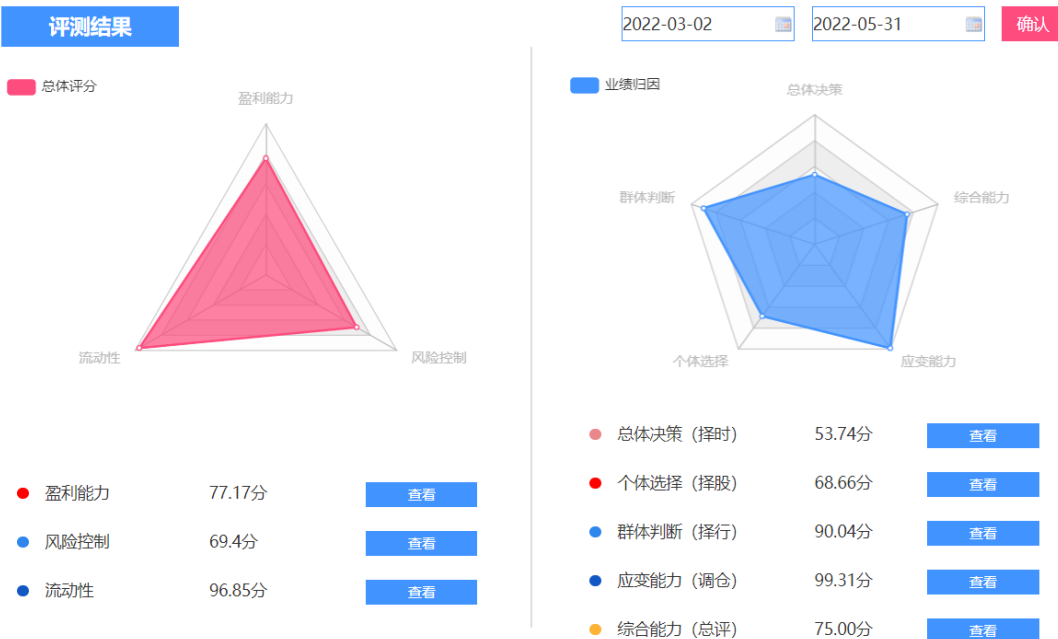 评测结果
2022-03-02
2022-05-31
确认
总体评分
盈利能力
流动性
风险控制
盈利能力 77.17分 查看
风险控制 69.4分 查看
流动性 96.85分 查看
业绩归因
总体决策
群体判断
综合能力
个体选择
应变能力
总体决策（择时） 53.74分 查看
个体选择（择股） 68.66分 查看
群体判断（择行） 90.04分 查看
应变能力（调仓） 99.31分 查看
综合能力（总评） 75.00分 查看